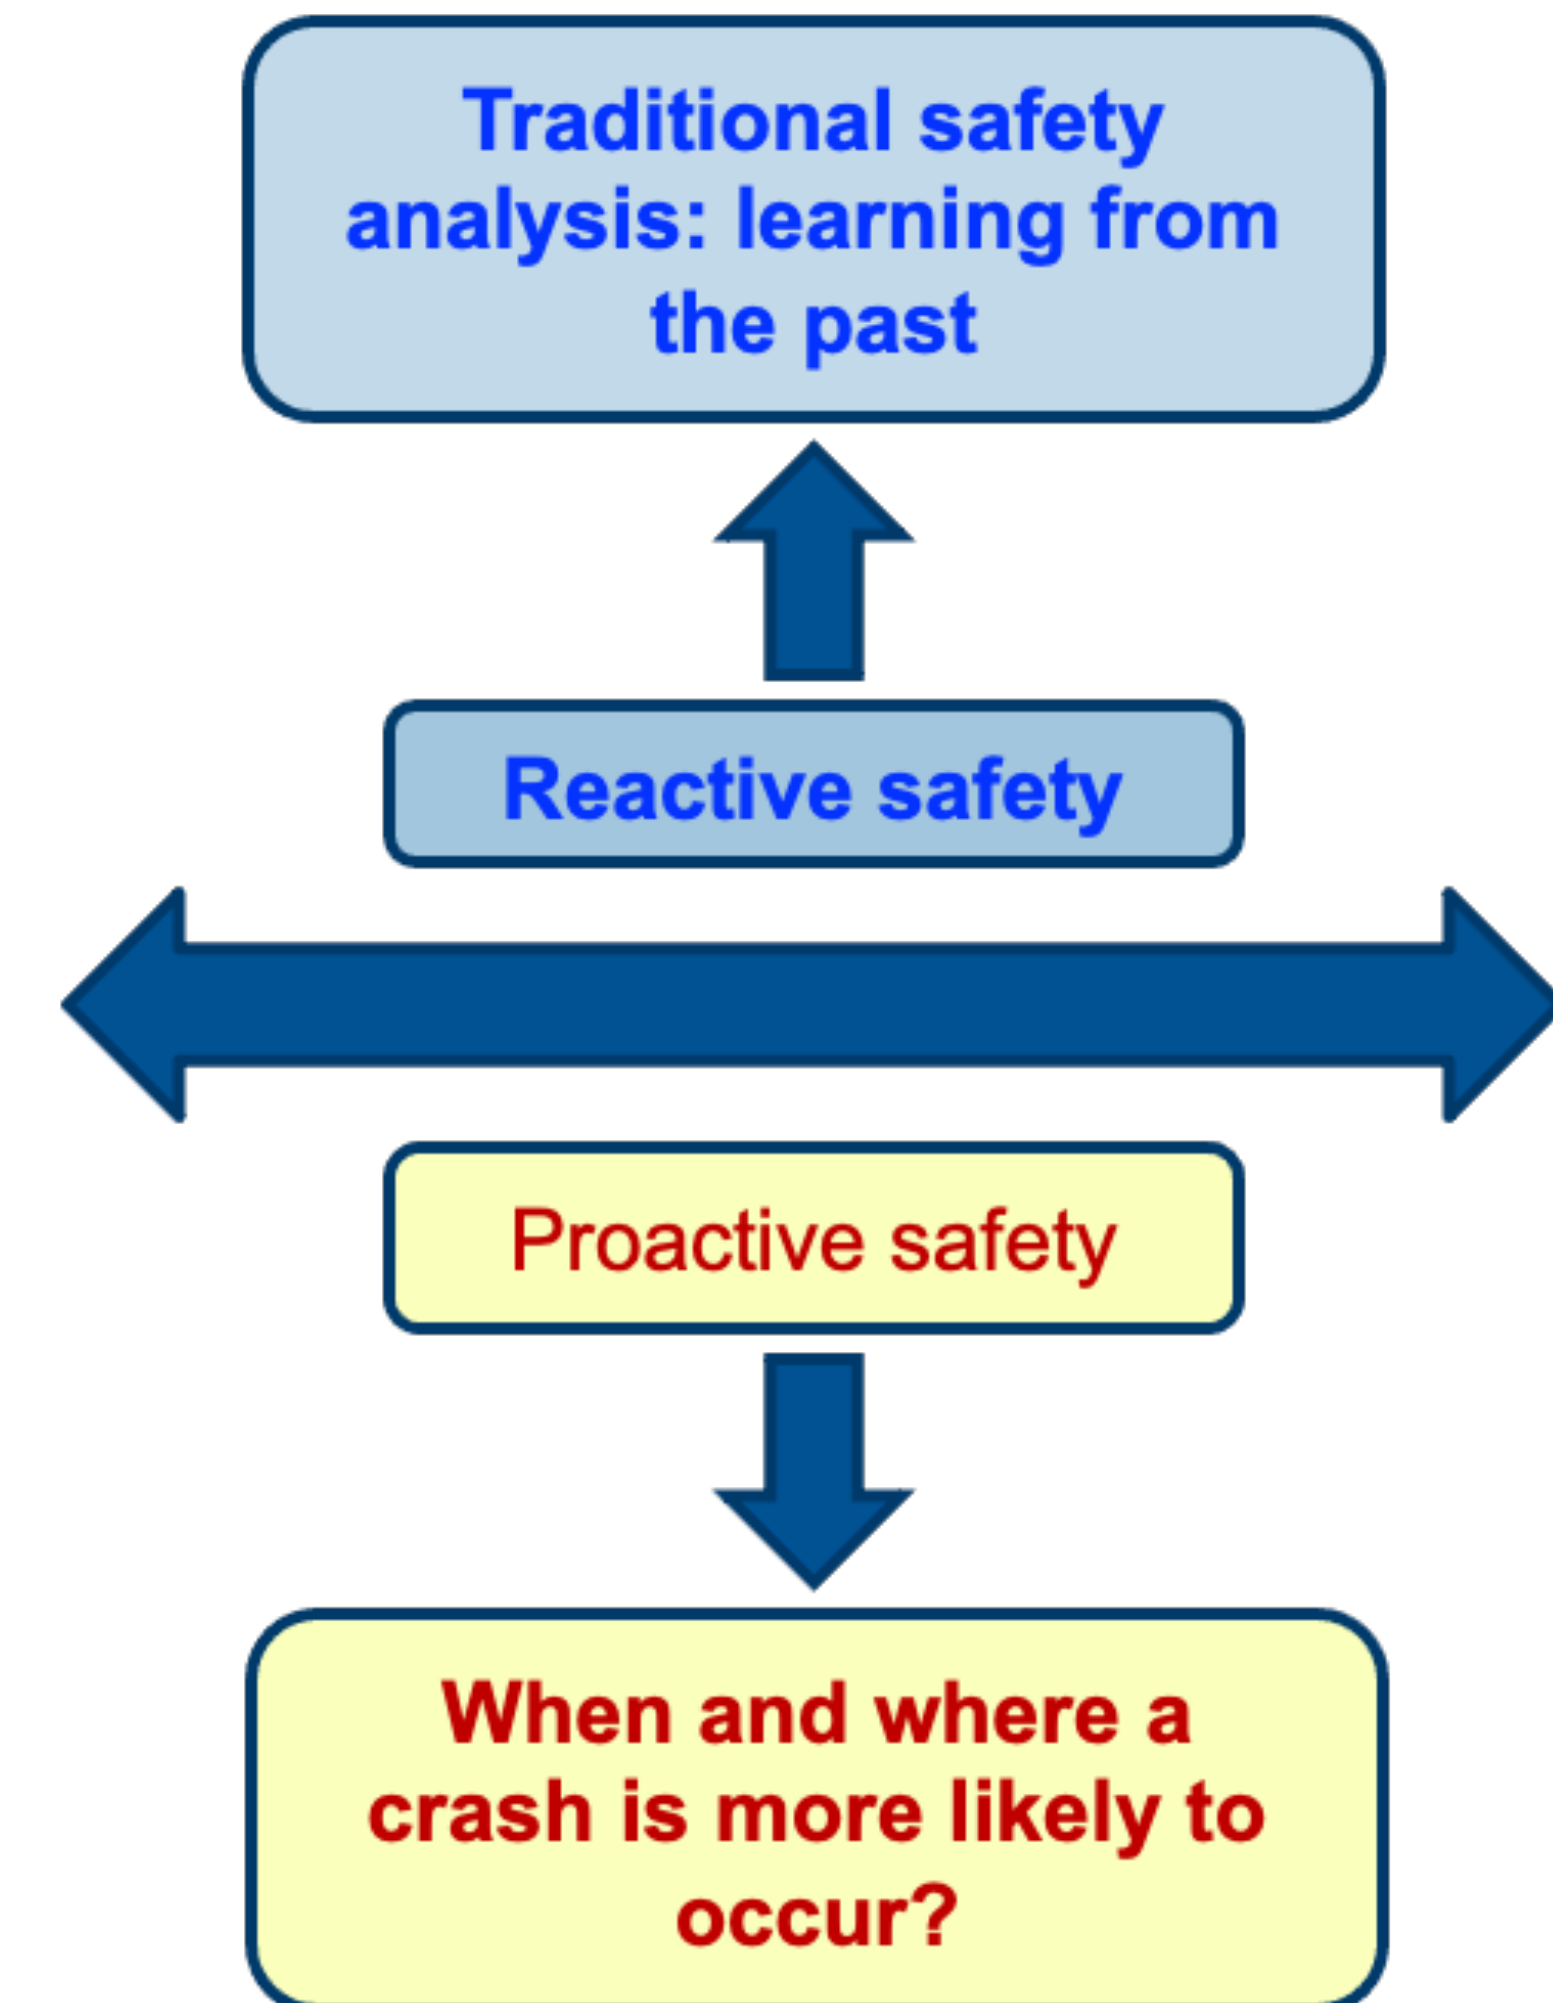 Traditional safety
analysis: learning from
the past
Reactive safety
Proactive safety
When and where a
crash is more likely to
occur?